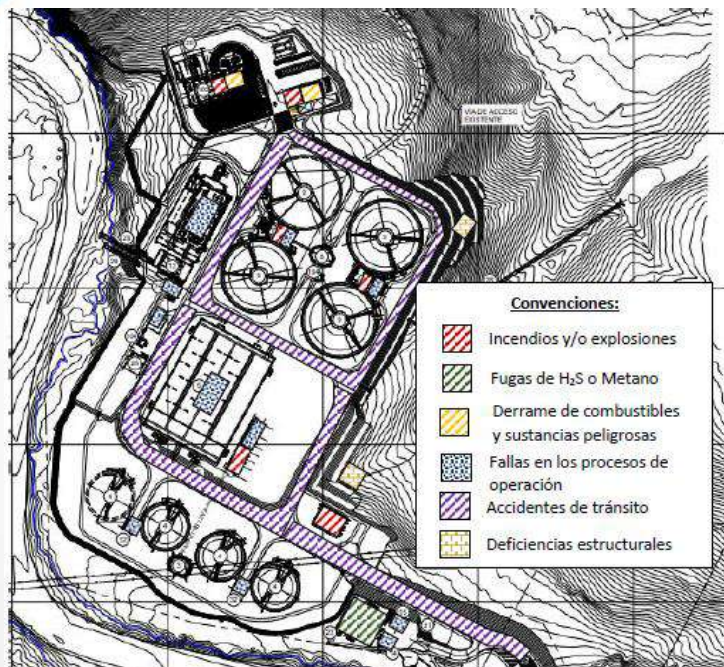 VIA DE ACCESO
EXISTENTE
Convenciones:
Incendios y/o explosiones
Fugas de H₂S o Metano
Derrame de combustibles
y sustancias peligrosas
Fallas en los procesos de
operación
Accidentes de tránsito
Deficiencias estructurales